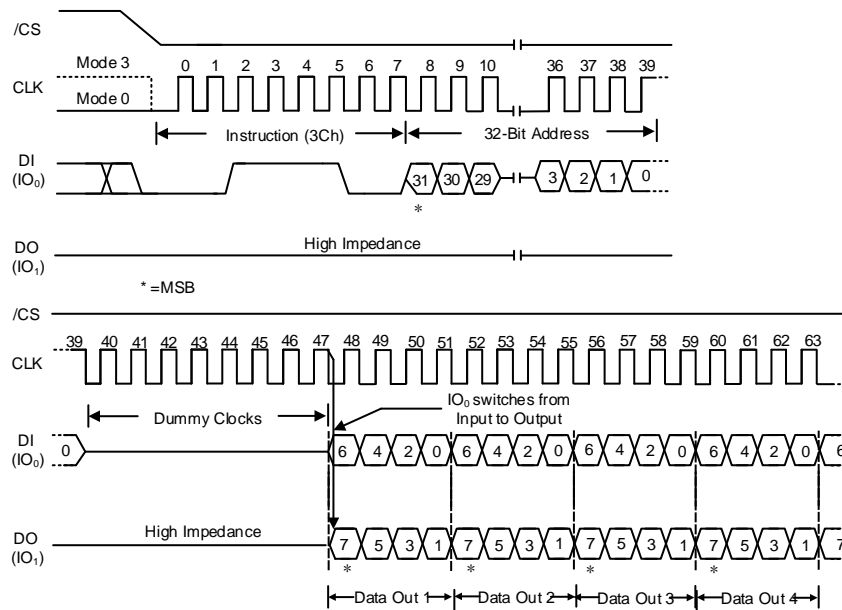 /CS
Mode 3
0 1 2 3 4 5 6 7 8 9 10 36 37 38 39
CLK
Mode 0
Instruction (3Ch) 32-Bit Address
DI
(IO₀)
31 30 29 3 2 1 0
*
High Impedance
DO
(IO₁)
* =MSB
/CS
39 40 41 42 43 44 45 46 47 48 49 50 51 52 53 54 55 56 57 58 59 60 61 62 63
CLK
IO₀ switches from
Input to Output
Dummy Clocks
DI
(IO₀)
0 6 4 2 0 6 4 2 0 6 4 2 0 6 4 2 0 6
High Impedance
DO
(IO₁)
7 5 3 1 7 5 3 1 7 5 3 1 7 5 3 1 7
* * * *
Data Out 1 Data Out 2 Data Out 3 Data Out 4